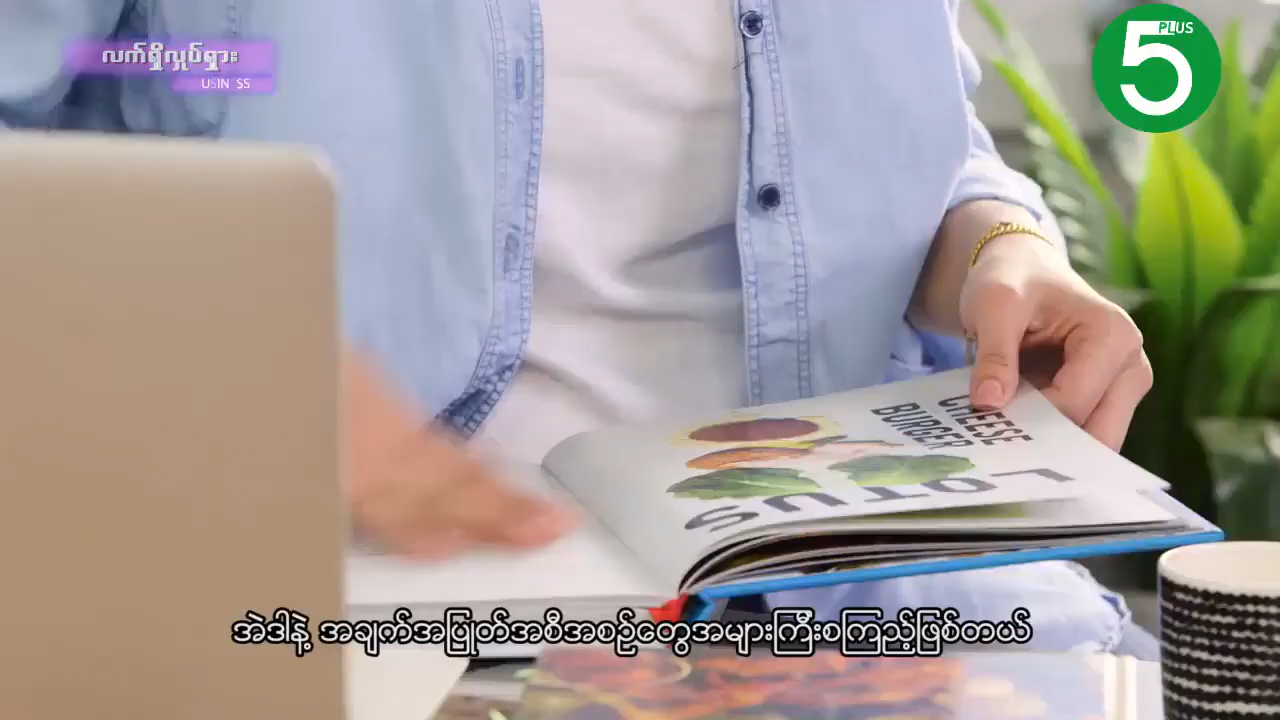 လက်ရှိလှုပ်ရှား
5 PLUS
CHEESE
BURGER
LOTUS
အဲဒါနဲ့ အချက်အပြုတ်အစီအစဉ်တွေအများကြီးစကြည့်ဖြစ်တယ်